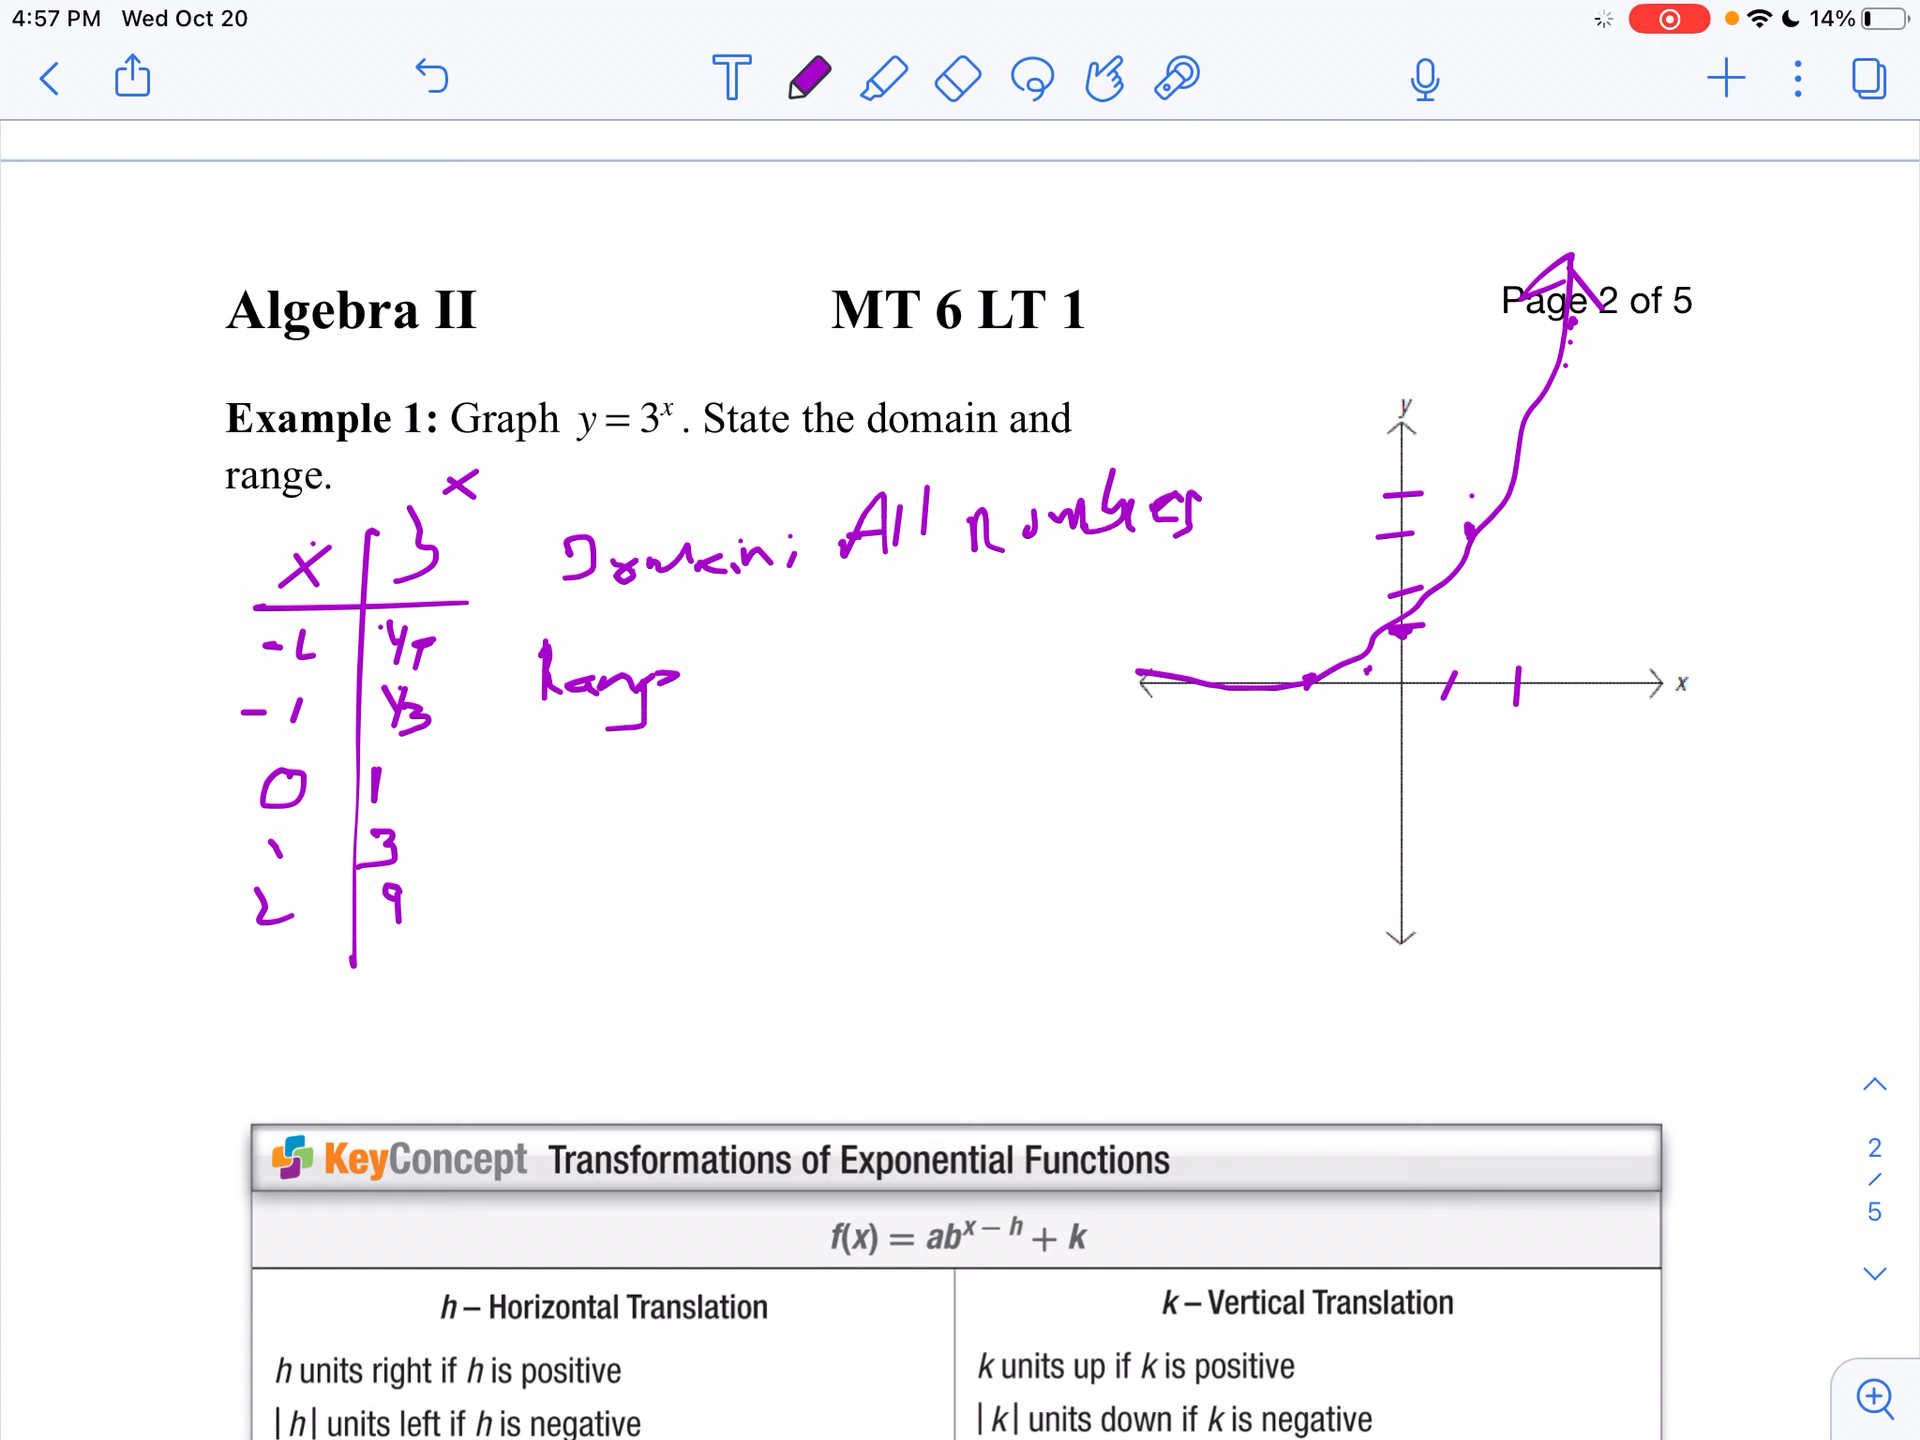 4:57 PM Wed Oct 20 14%
Algebra II MT 6 LT 1 Page 2 of 5
Example 1: Graph y = 3ˣ. State the domain and
range.
x 3ˣ
-2 1/9
-1 1/3
0 1
1 3
2 9
Domain: All Numbers
Range
y
x
KeyConcept Transformations of Exponential Functions
f(x) = abˣ⁻ʰ + k
h – Horizontal Translation
h units right if h is positive
|h| units left if h is negative
k – Vertical Translation
k units up if k is positive
|k| units down if k is negative
2
/
5